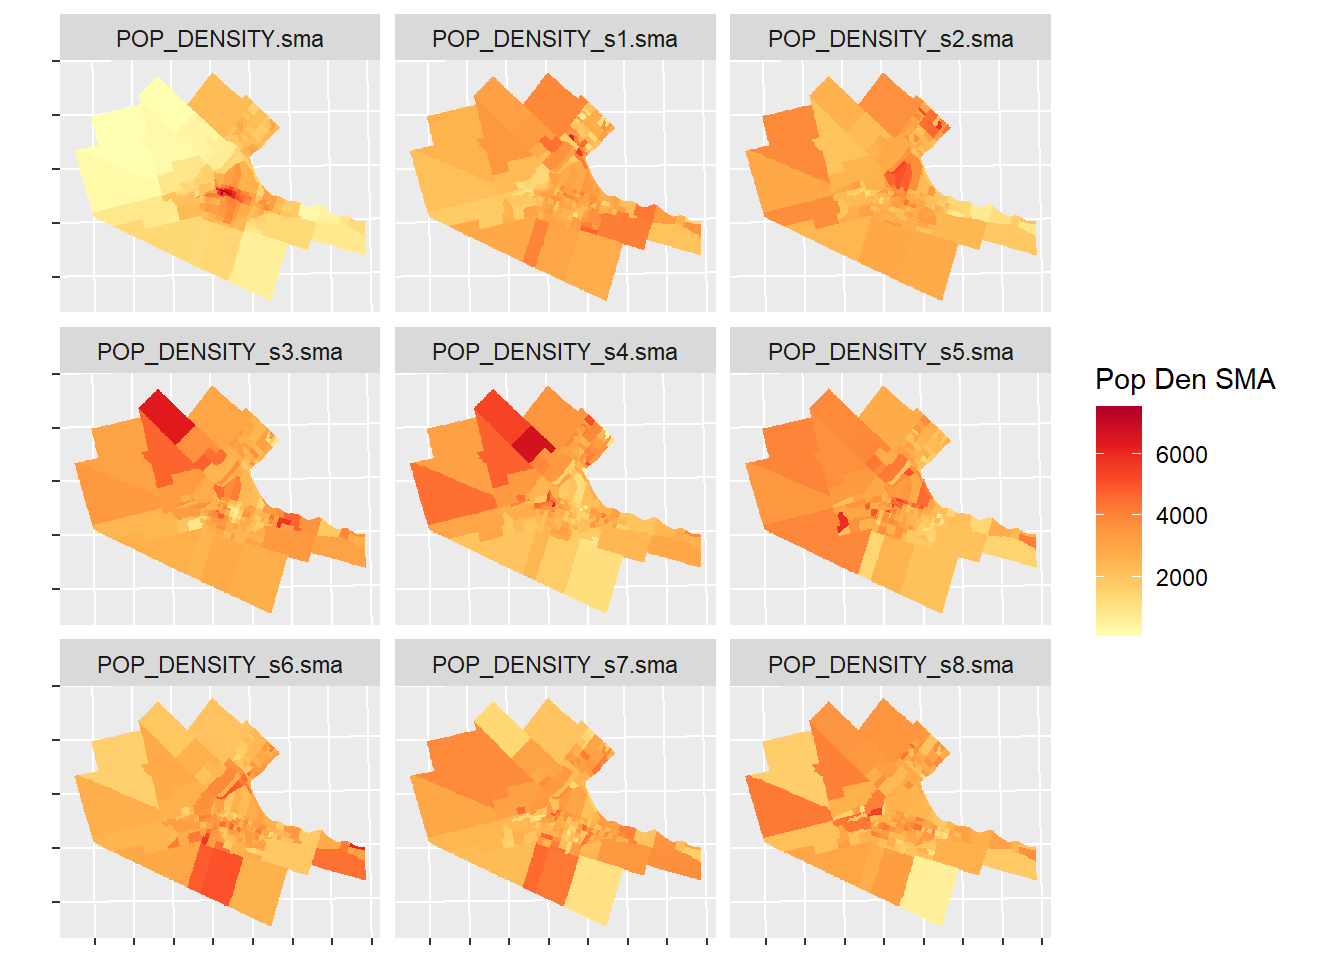 POP_DENSITY.sma
POP_DENSITY_s1.sma
POP_DENSITY_s2.sma
POP_DENSITY_s3.sma
POP_DENSITY_s4.sma
POP_DENSITY_s5.sma
POP_DENSITY_s6.sma
POP_DENSITY_s7.sma
POP_DENSITY_s8.sma
Pop Den SMA
6000
4000
2000